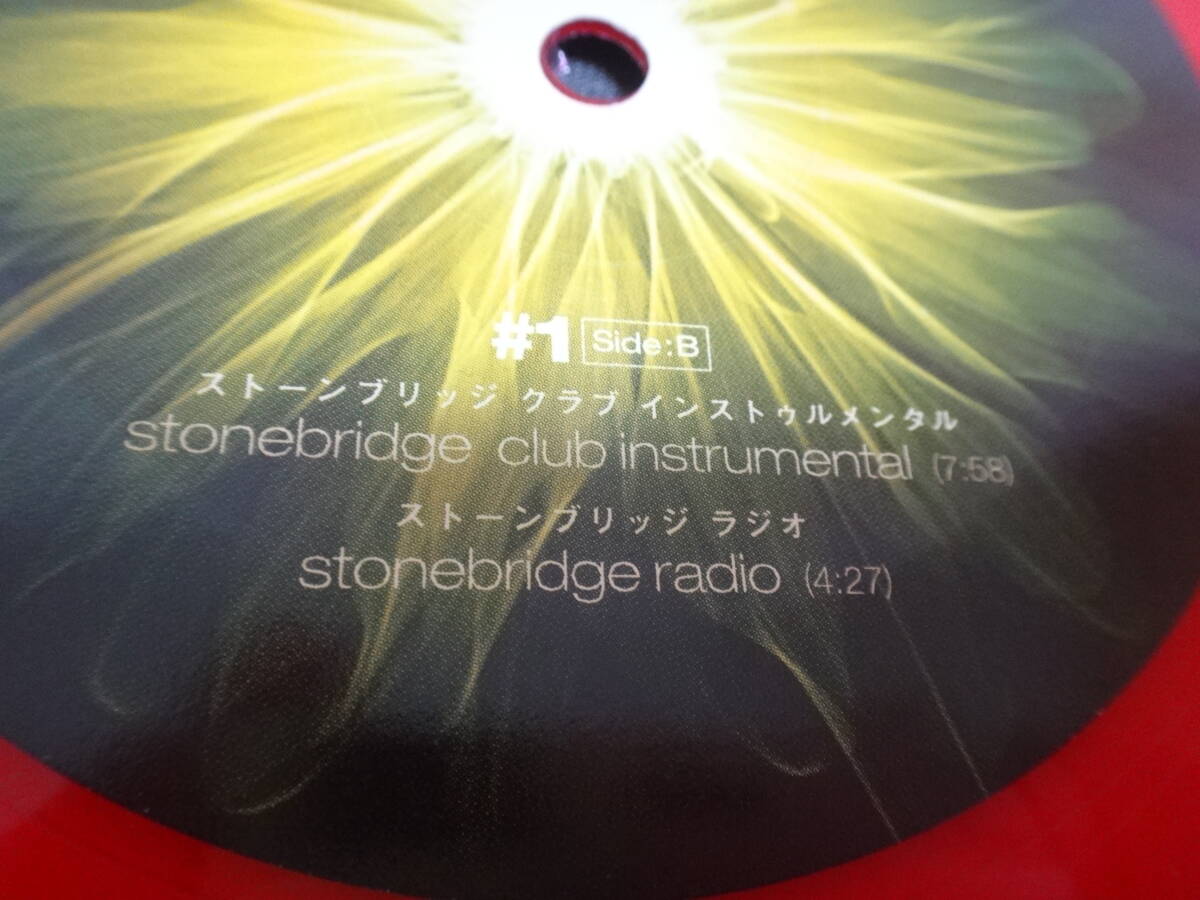 #1 Side:B
ストーンブリッジ クラブ インストゥルメンタル
stonebridge club instrumental (7:58)
ストーンブリッジ ラジオ
stonebridge radio (4:27)